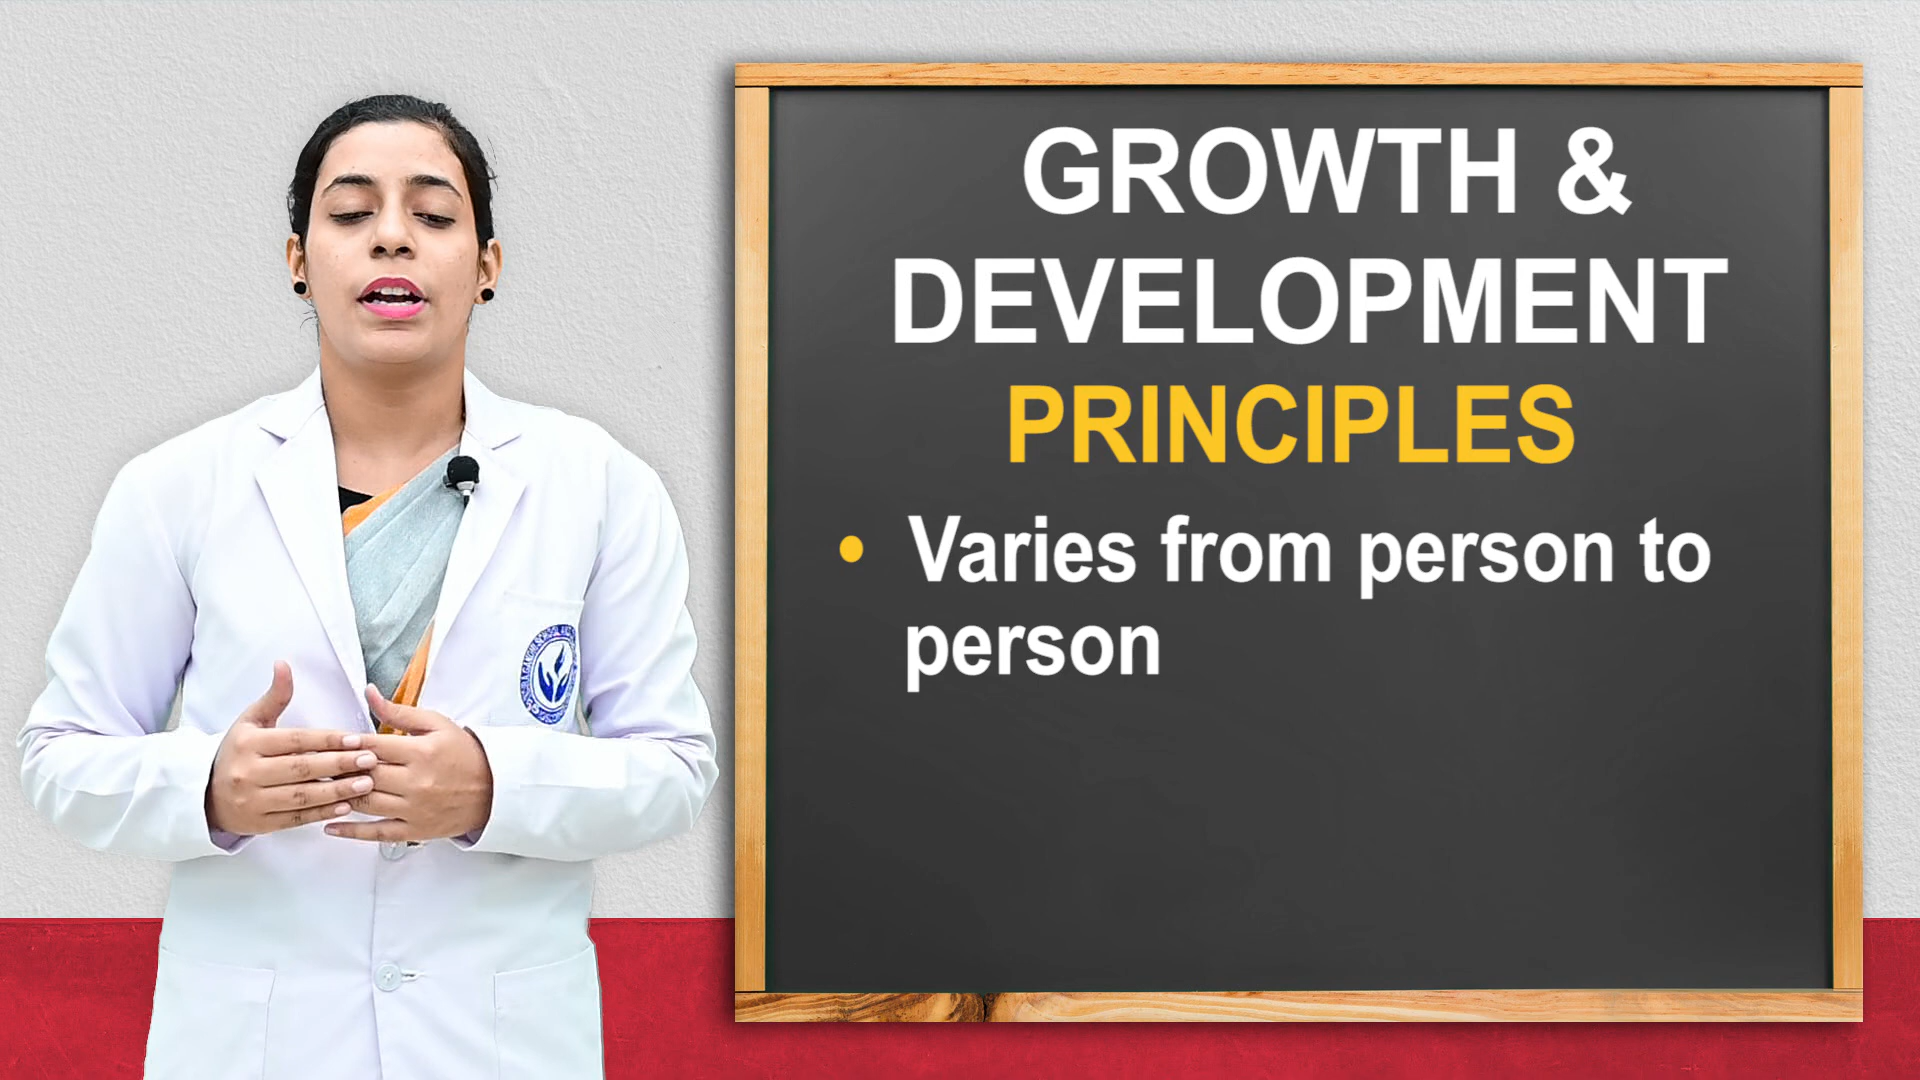 GROWTH &
DEVELOPMENT
PRINCIPLES
• Varies from person to
person